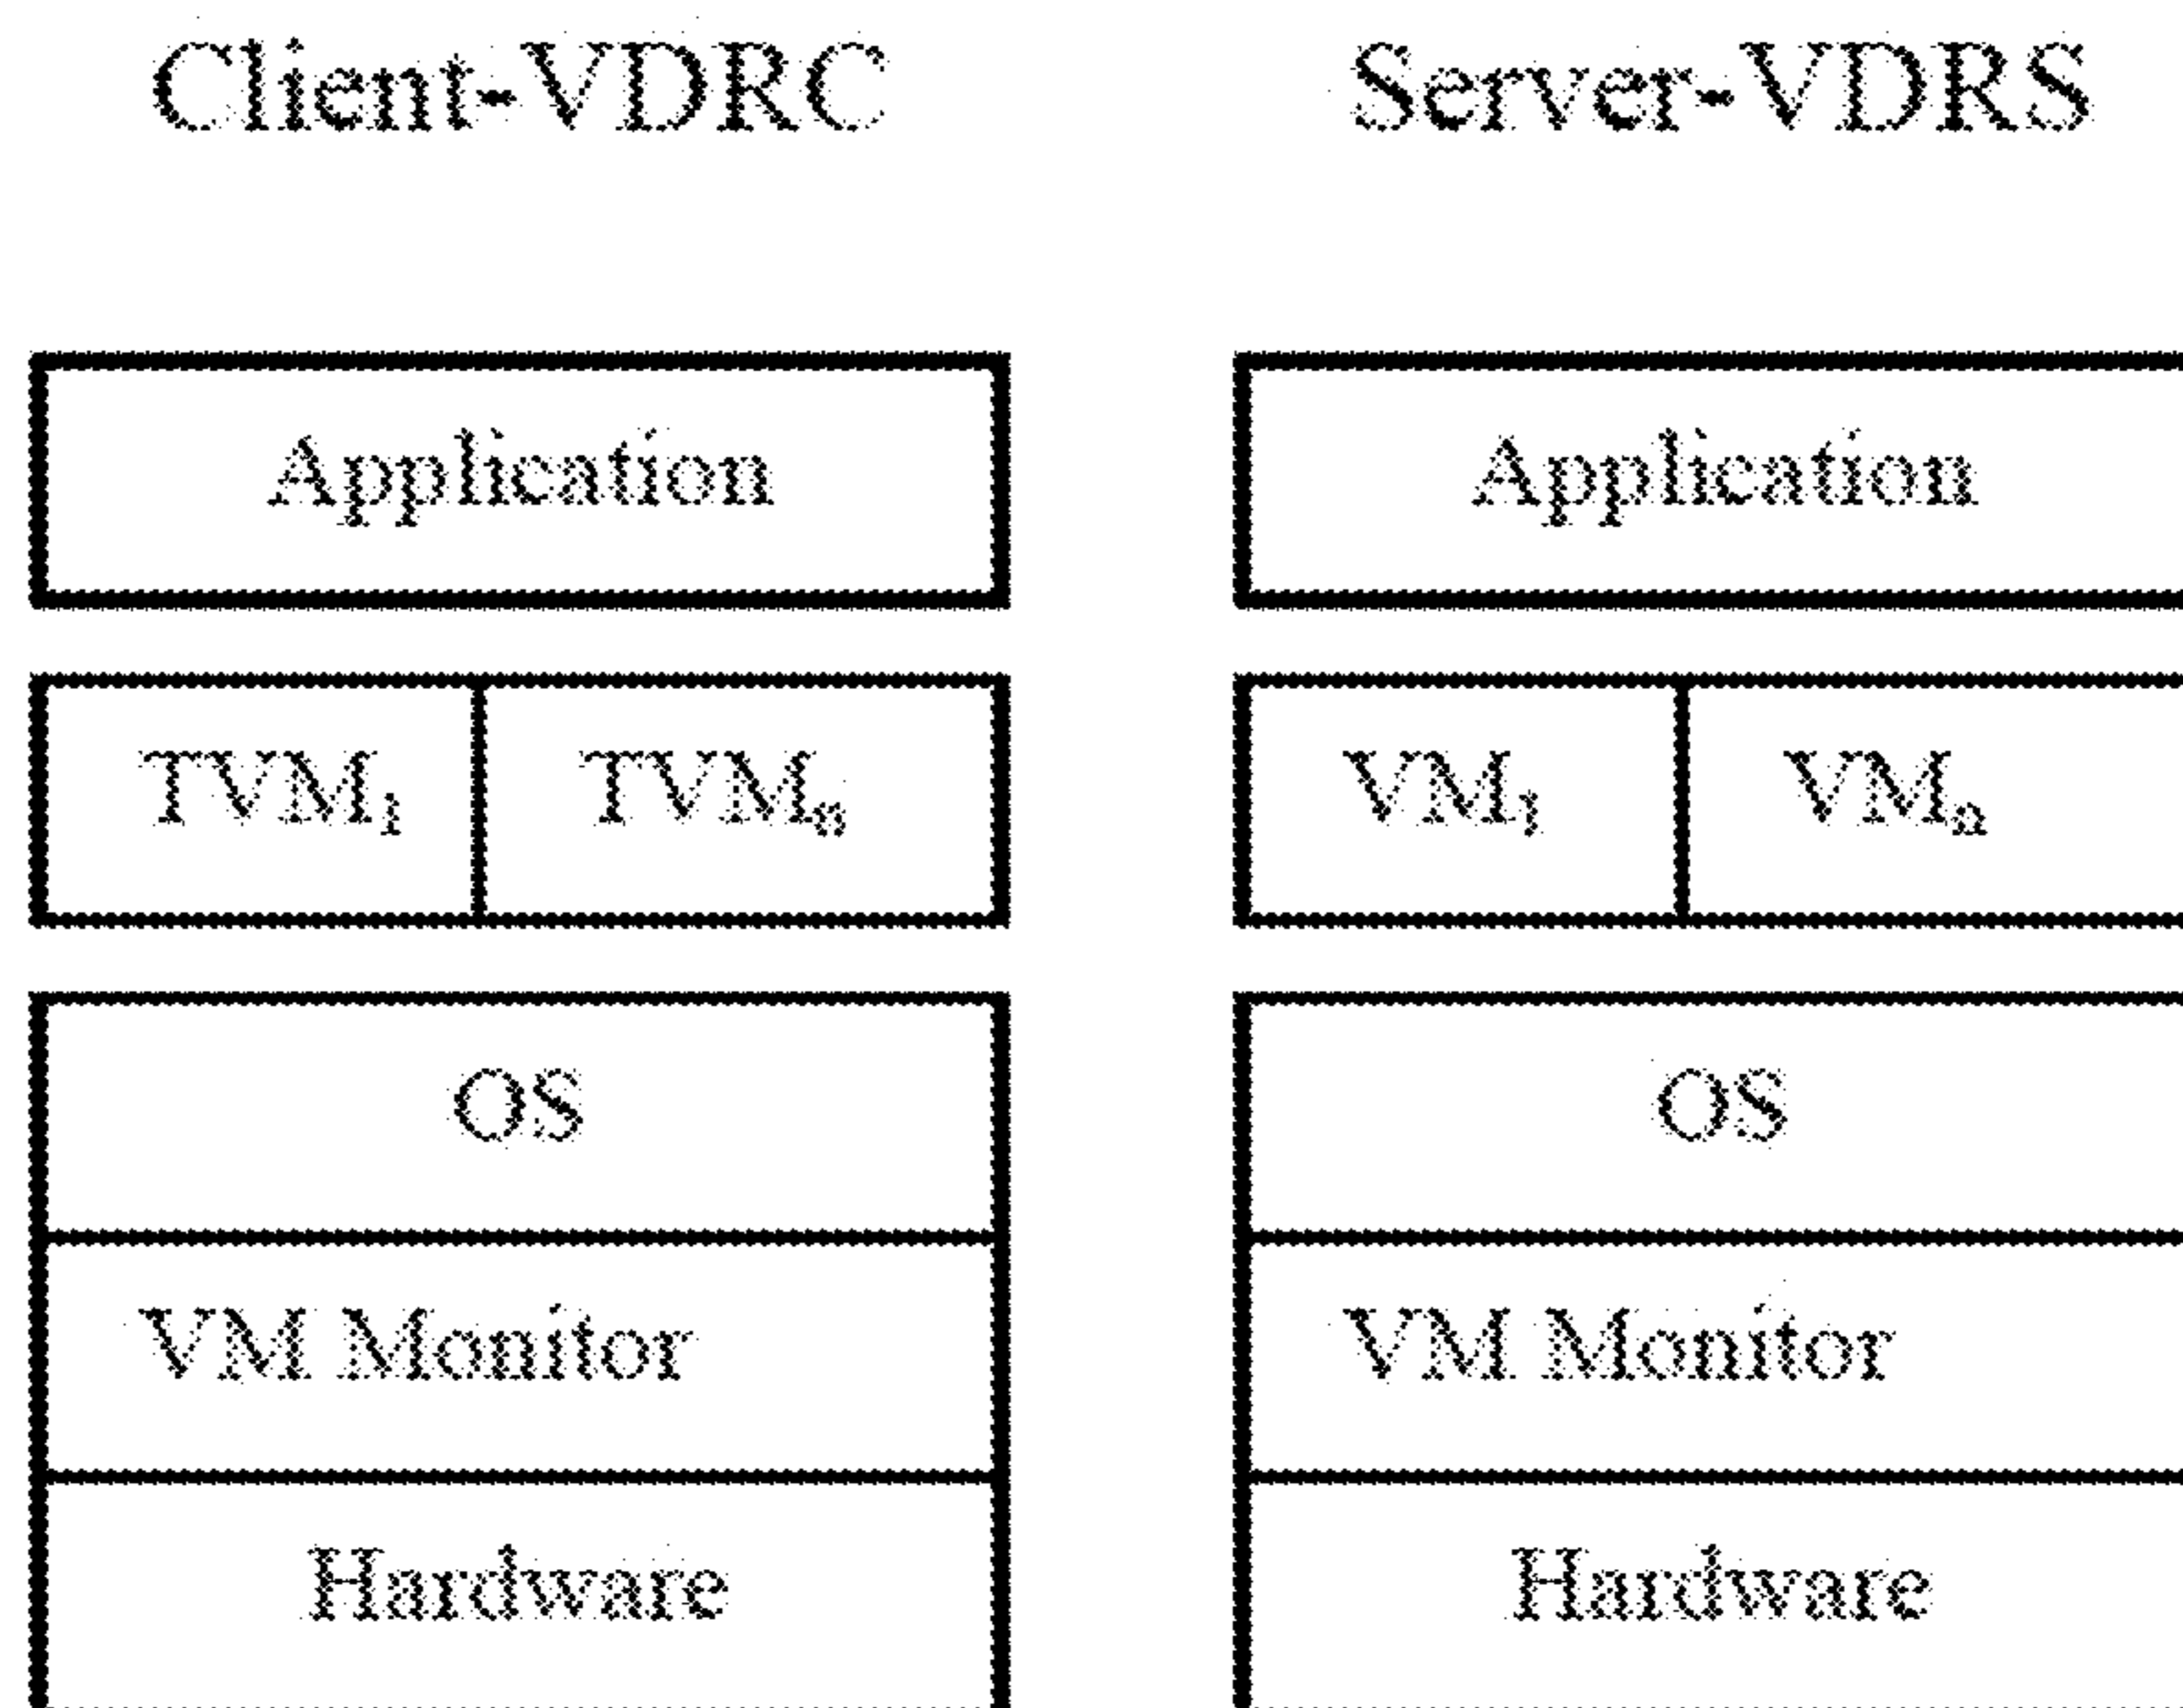 Client-VDRC
Server-VDRS
Application
Application
TVM₁
TVMₙ
VM₁
VMₙ
OS
OS
VM Monitor
VM Monitor
Hardware
Hardware